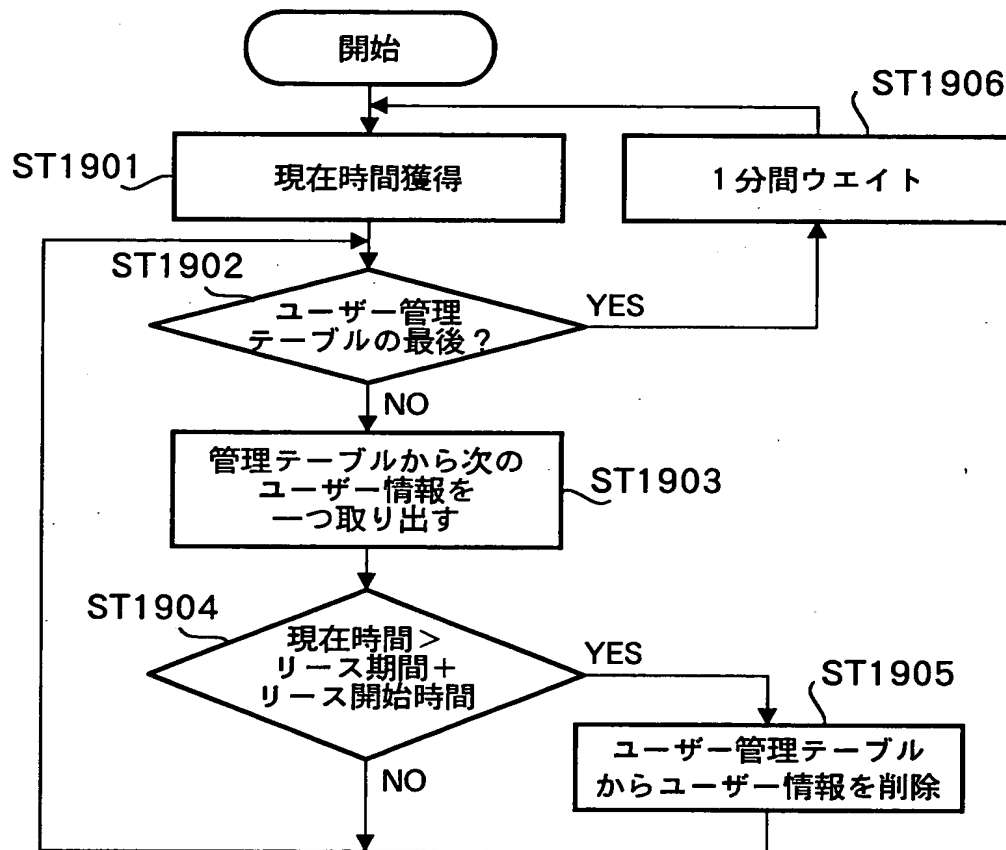 開始
ST1906
ST1901
現在時間獲得
1分間ウエイト
ST1902
ユーザー管理
テーブルの最後?
YES
NO
管理テーブルから次の
ユーザー情報を
一つ取り出す
ST1903
ST1904
現在時間>
リース期間+
リース開始時間
YES
ST1905
ユーザー管理テーブル
からユーザー情報を削除
NO